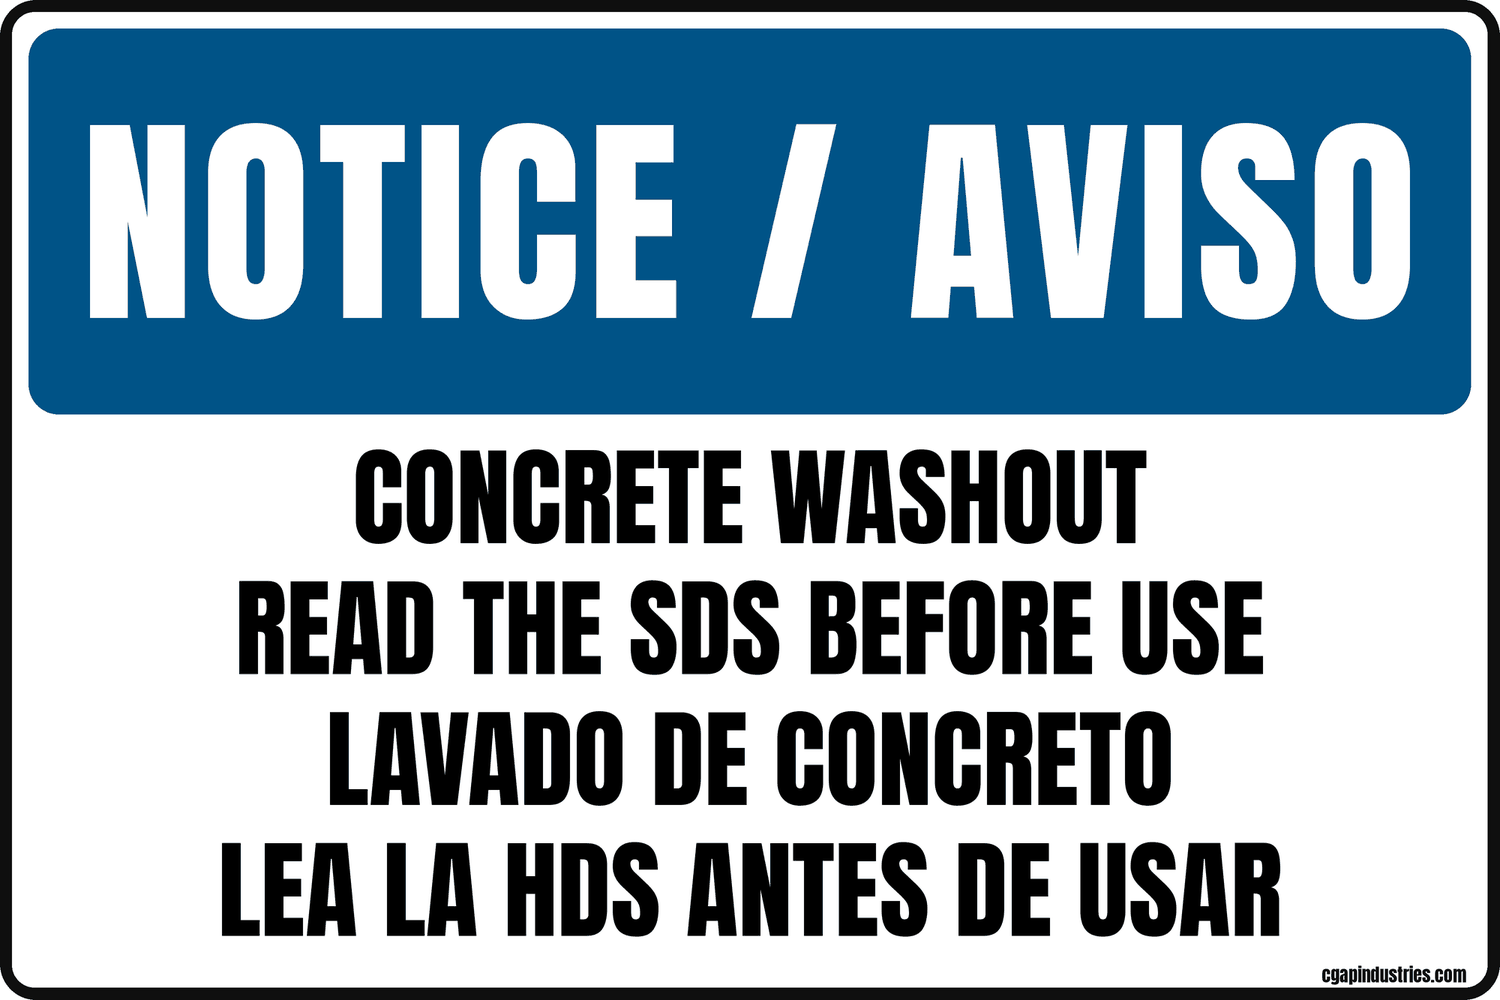 NOTICE / AVISO
CONCRETE WASHOUT
READ THE SDS BEFORE USE
LAVADO DE CONCRETO
LEA LA HDS ANTES DE USAR
cgapindustries.com